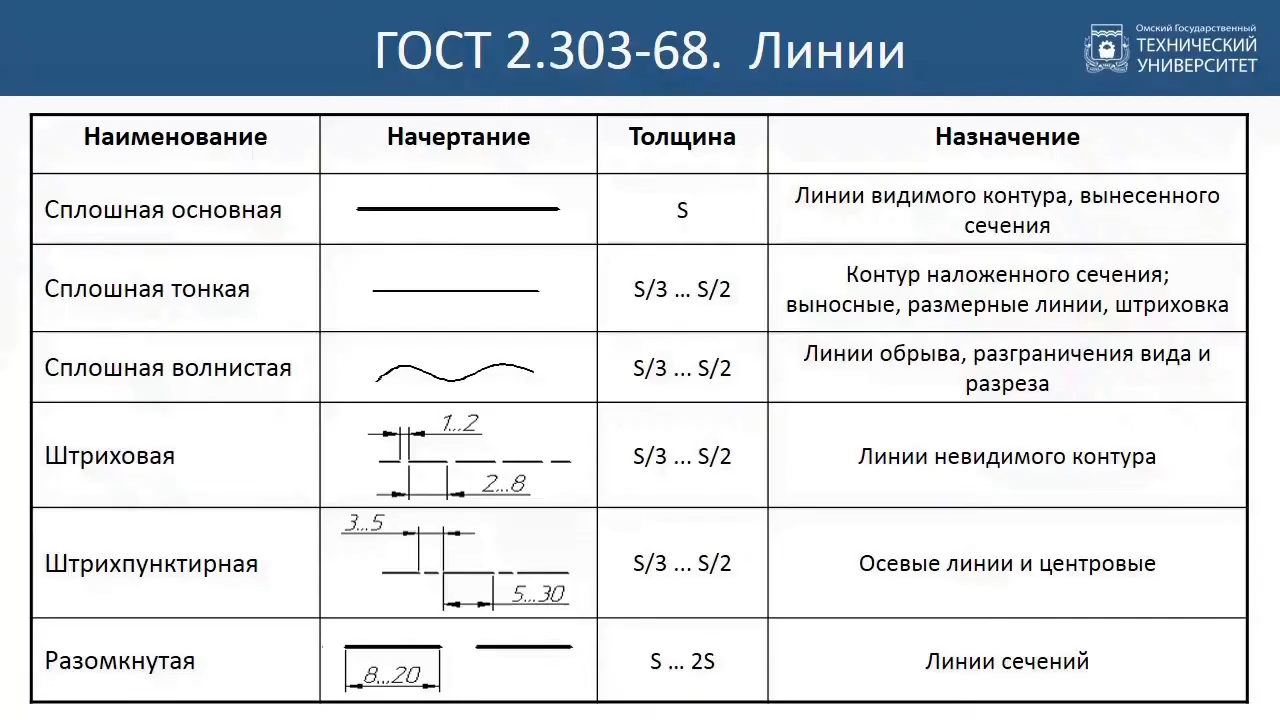 ГОСТ 2.303-68. Линии
Омский Государственный
ТЕХНИЧЕСКИЙ
УНИВЕРСИТЕТ
Наименование
Начертание
Толщина
Назначение
Сплошная основная
S
Линии видимого контура, вынесенного
сечения
Сплошная тонкая
S/3 ... S/2
Контур наложенного сечения;
выносные, размерные линии, штриховка
Сплошная волнистая
S/3 ... S/2
Линии обрыва, разграничения вида и
разреза
Штриховая
1...2
2...8
S/3 ... S/2
Линии невидимого контура
Штрихпунктирная
3...5
5...30
S/3 ... S/2
Осевые линии и центровые
Разомкнутая
8...20
S ... 2S
Линии сечений